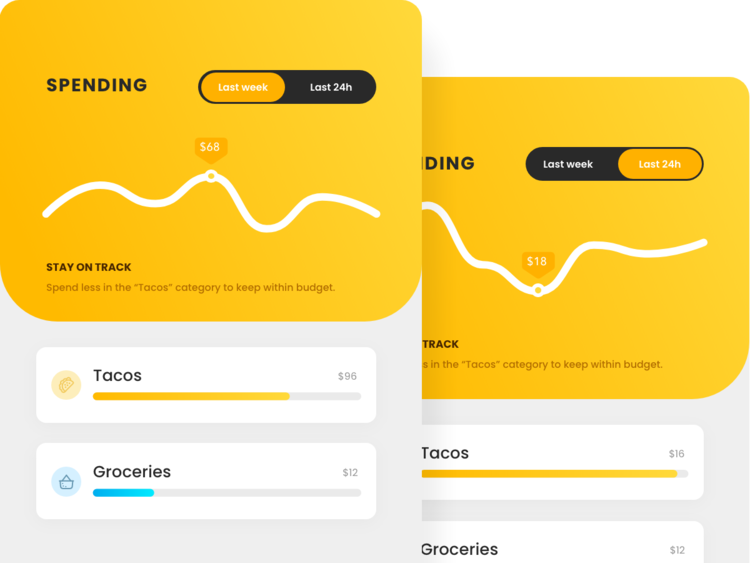 SPENDING
Last week
Last 24h
$68
STAY ON TRACK
Spend less in the “Tacos” category to keep within budget.
Tacos
$96
Groceries
$12
NDING
Last week
Last 24h
$18
TRACK
s in the “Tacos” category to keep within budget.
Tacos
$16
Groceries
$12